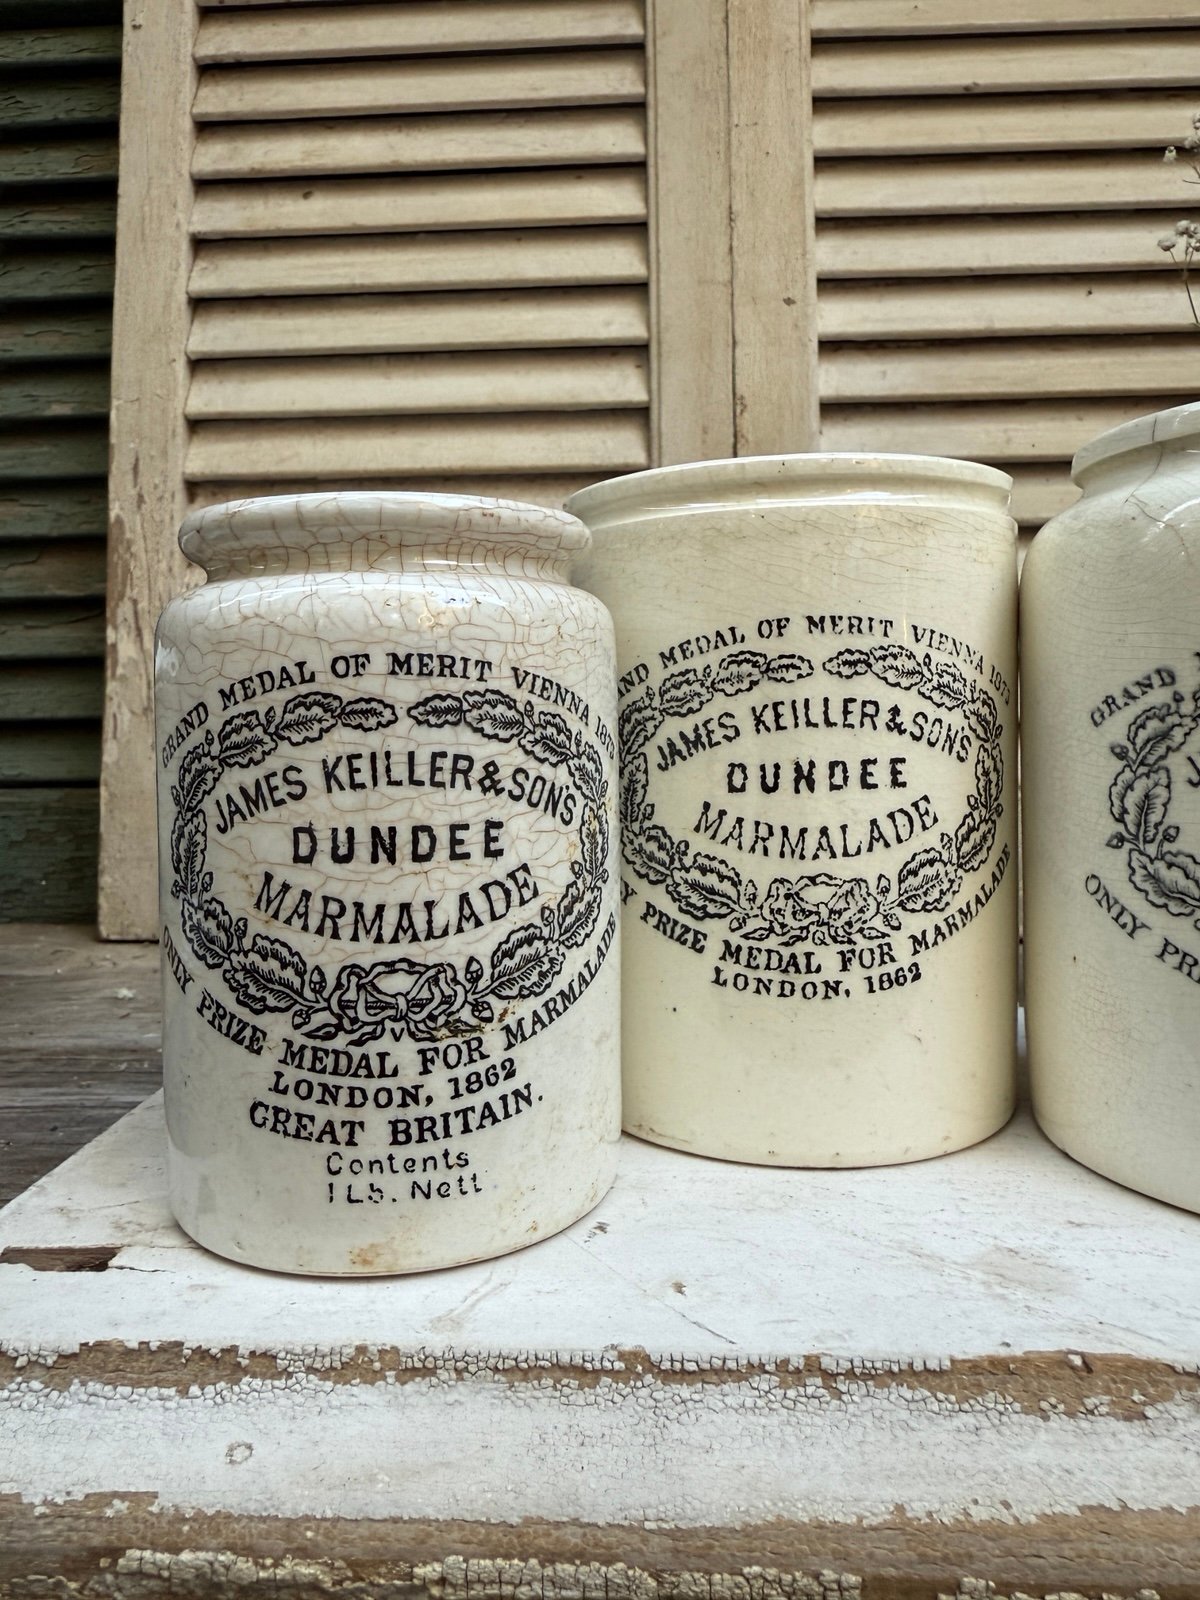 GRAND MEDAL OF MERIT VIENNA 1873
JAMES KEILLER & SON'S
DUNDEE
MARMALADE
V
ONLY PRIZE MEDAL FOR MARMALADE
LONDON, 1862
GREAT BRITAIN.
Contents
1 Lb. Nett
MEDAL OF MERIT VIENNA 1873
JAMES KEILLER & SON'S
DUNDEE
MARMALADE
Q
PRIZE MEDAL FOR MARMALADE
LONDON, 1862
GRAND
ONLY